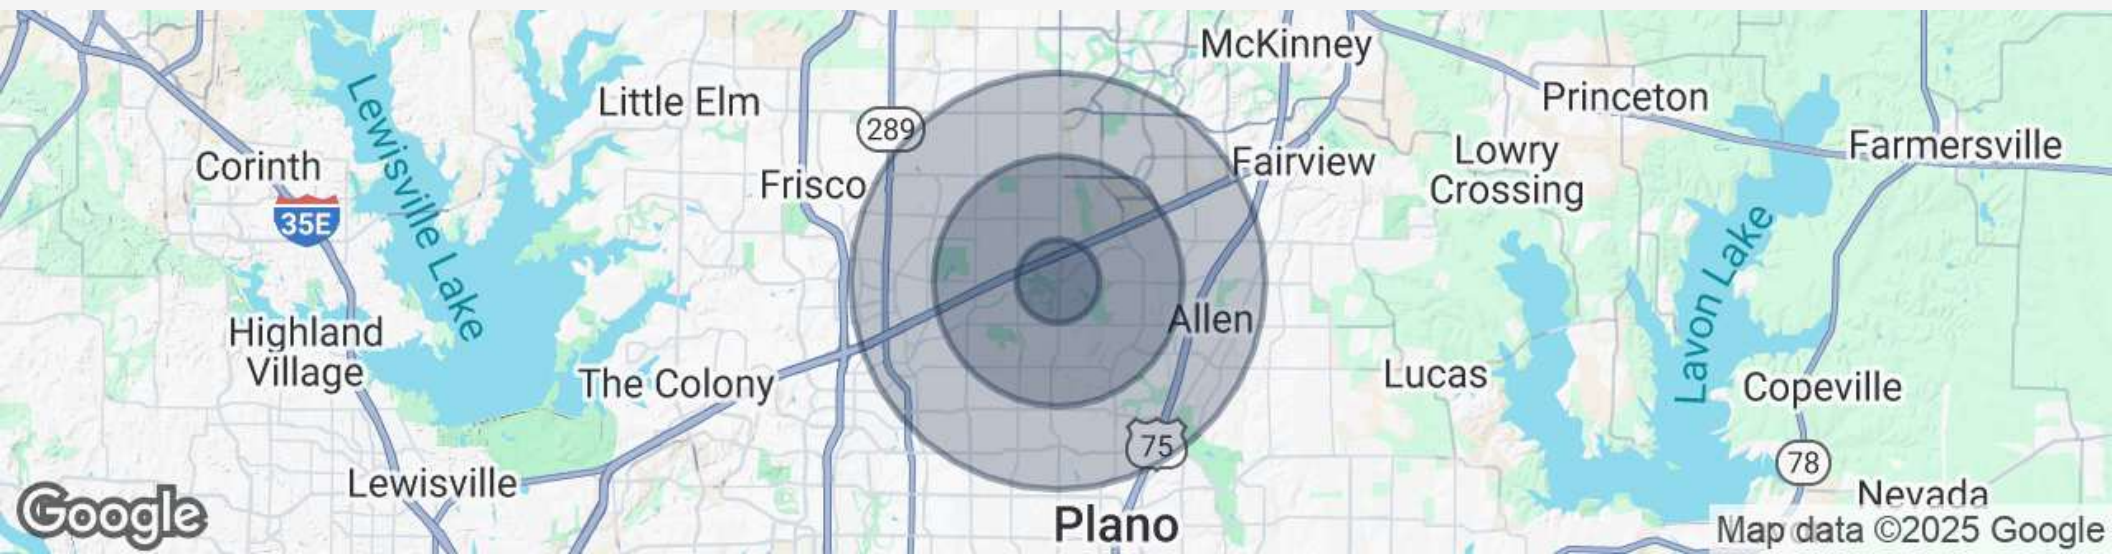 McKinney
Little Elm
Princeton
289
Farmersville
Corinth
Lewisville Lake
Frisco
Fairview
Lowry
Crossing
35E
Lavon Lake
Allen
Highland
Village
The Colony
Lucas
Copeville
75
78
Lewisville
Nevada
Google
Plano
Map data ©2025 Google